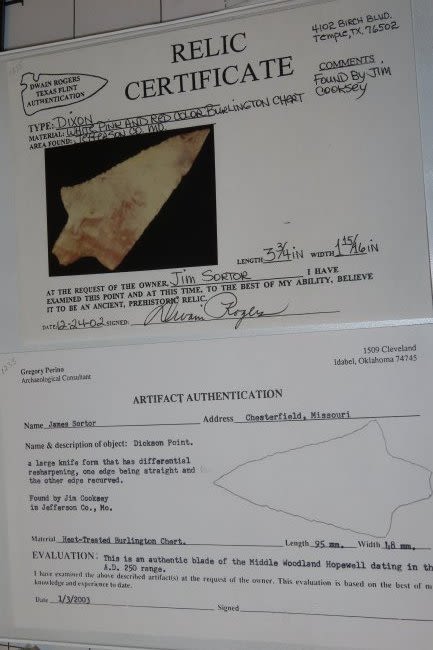 4102 BIRCH BLVD.
TEMPLE, TX. 76502
RELIC
CERTIFICATE
DWAIN ROGERS
TEXAS FLINT
AUTHENTICATION
COMMENTS
FOUND BY JIM
COOKSEY
TYPE: DIXON
MATERIAL: WHITE PINK AND RED COLOR BURLINGTON CHERT
AREA FOUND: JEFFERSON CO. MO.
LENGTH 3 3/4 IN WIDTH 1 15/16 IN
AT THE REQUEST OF THE OWNER, Jim SORTOR I HAVE
EXAMINED THIS POINT AND AT THIS TIME, TO THE BEST OF MY ABILITY, BELIEVE
IT TO BE AN ANCIENT, PREHISTORIC RELIC.
DATE: 12-24-02 SIGNED: Dwain Rogers
1235
Gregory Perino
Archaeological Consultant
1509 Cleveland
Idabel, Oklahoma 74745
ARTIFACT AUTHENTICATION
Name James Sortor Address Chesterfield, Missouri
Name & description of object: Dickson Point.
a large knife form that has differential
resharpening, one edge being straight and
the other edge recurved.
Found by Jim Cooksey
in Jefferson Co., Mo.
Material Heat-Treated Burlington Chert. Length 95 mm. Width 48 mm.
EVALUATION: This is an authentic blade of the Middle Woodland Hopewell dating in th
A.D. 250 range.
I have examined the above described artifact(s) at the request of the owner. This evaluation is based on the best of m
knowledge and experience to date.
Date 1/3/2003 Signed